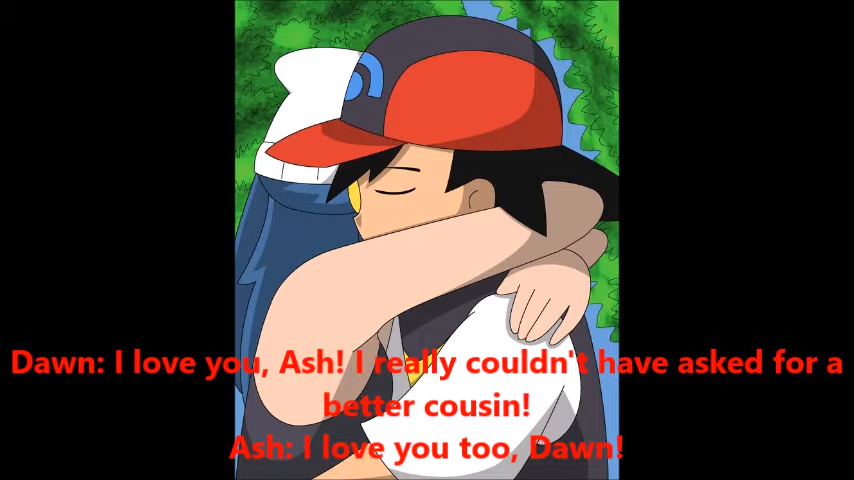 Dawn: I love you, Ash! I really couldn't have asked for a
better cousin!
Ash: I love you too, Dawn!